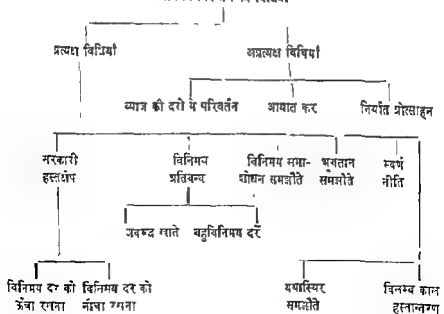 प्रत्यक्ष विधियाँ
अप्रत्यक्ष विधियाँ
ब्याज की दरों में परिवर्तन
आयात कर
निर्यात प्रोत्साहन
सरकारी
हस्तक्षेप
विनिमय
प्रतिबन्ध
विनिमय समा-
शोधन समझौते
भुगतान
समझौते
स्वर्ण
नीति
अवरुद्ध खाते
बहुविनिमय दरें
विनिमय दर को
ऊँचा रखना
विनिमय दर को
नीचा रखना
यथास्थिर
समझौते
विलम्ब काल
हस्तान्तरण